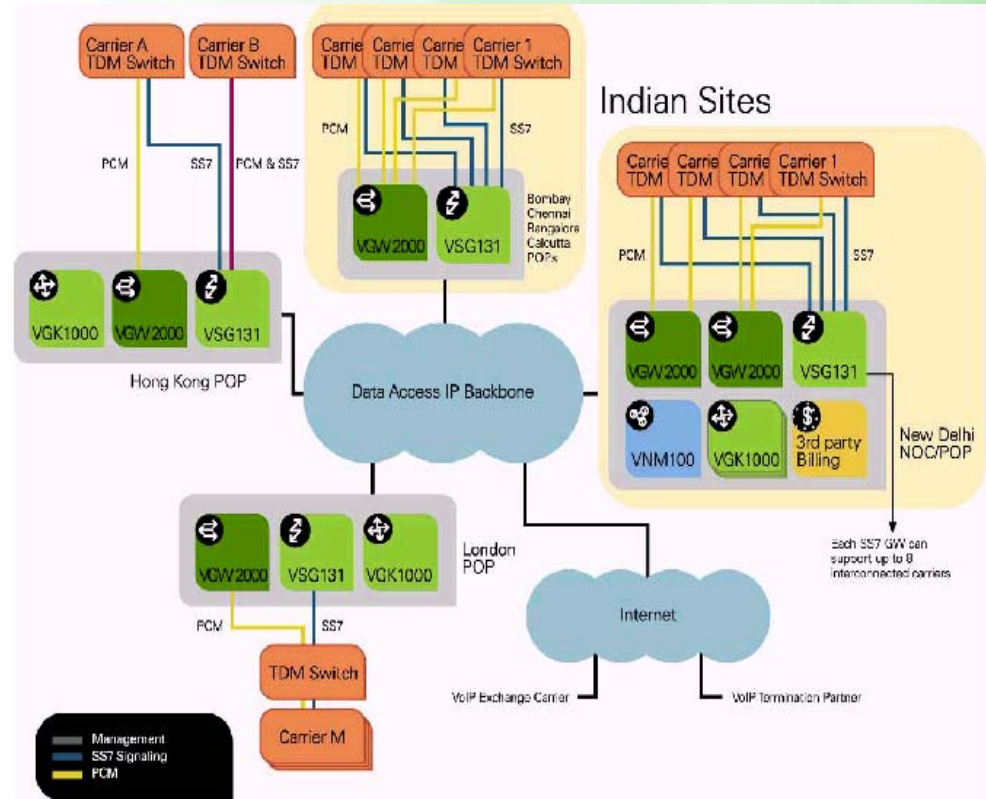 Carrier A
TDM Switch
Carrier B
TDM Switch
Carrie
TDM
Carrie
TDM
Carrie
TDM
Carrier 1
TDM Switch
PCM
SS7
PCM & SS7
PCM
SS7
VGW2000
VSG131
Bombay
Chennai
Bangalore
Calcutta
POPs
Indian Sites
Carrie
TDM
Carrie
TDM
Carrie
TDM
Carrier 1
TDM Switch
PCM
SS7
VGK1000
VGW2000
VSG131
Hong Kong POP
Data Access IP Backbone
VGW2000
VGW2000
VSG131
VNM100
VGK1000
3rd party
Billing
New Delhi
NOC/POP
Each SS7 GW can
support up to 8
interconnected carriers
VGW2000
VSG131
VGK1000
London
POP
PCM
SS7
TDM Switch
Carrier M
Internet
VoIP Exchange Carrier
VoIP Termination Partner
Management
SS7 Signaling
PCM